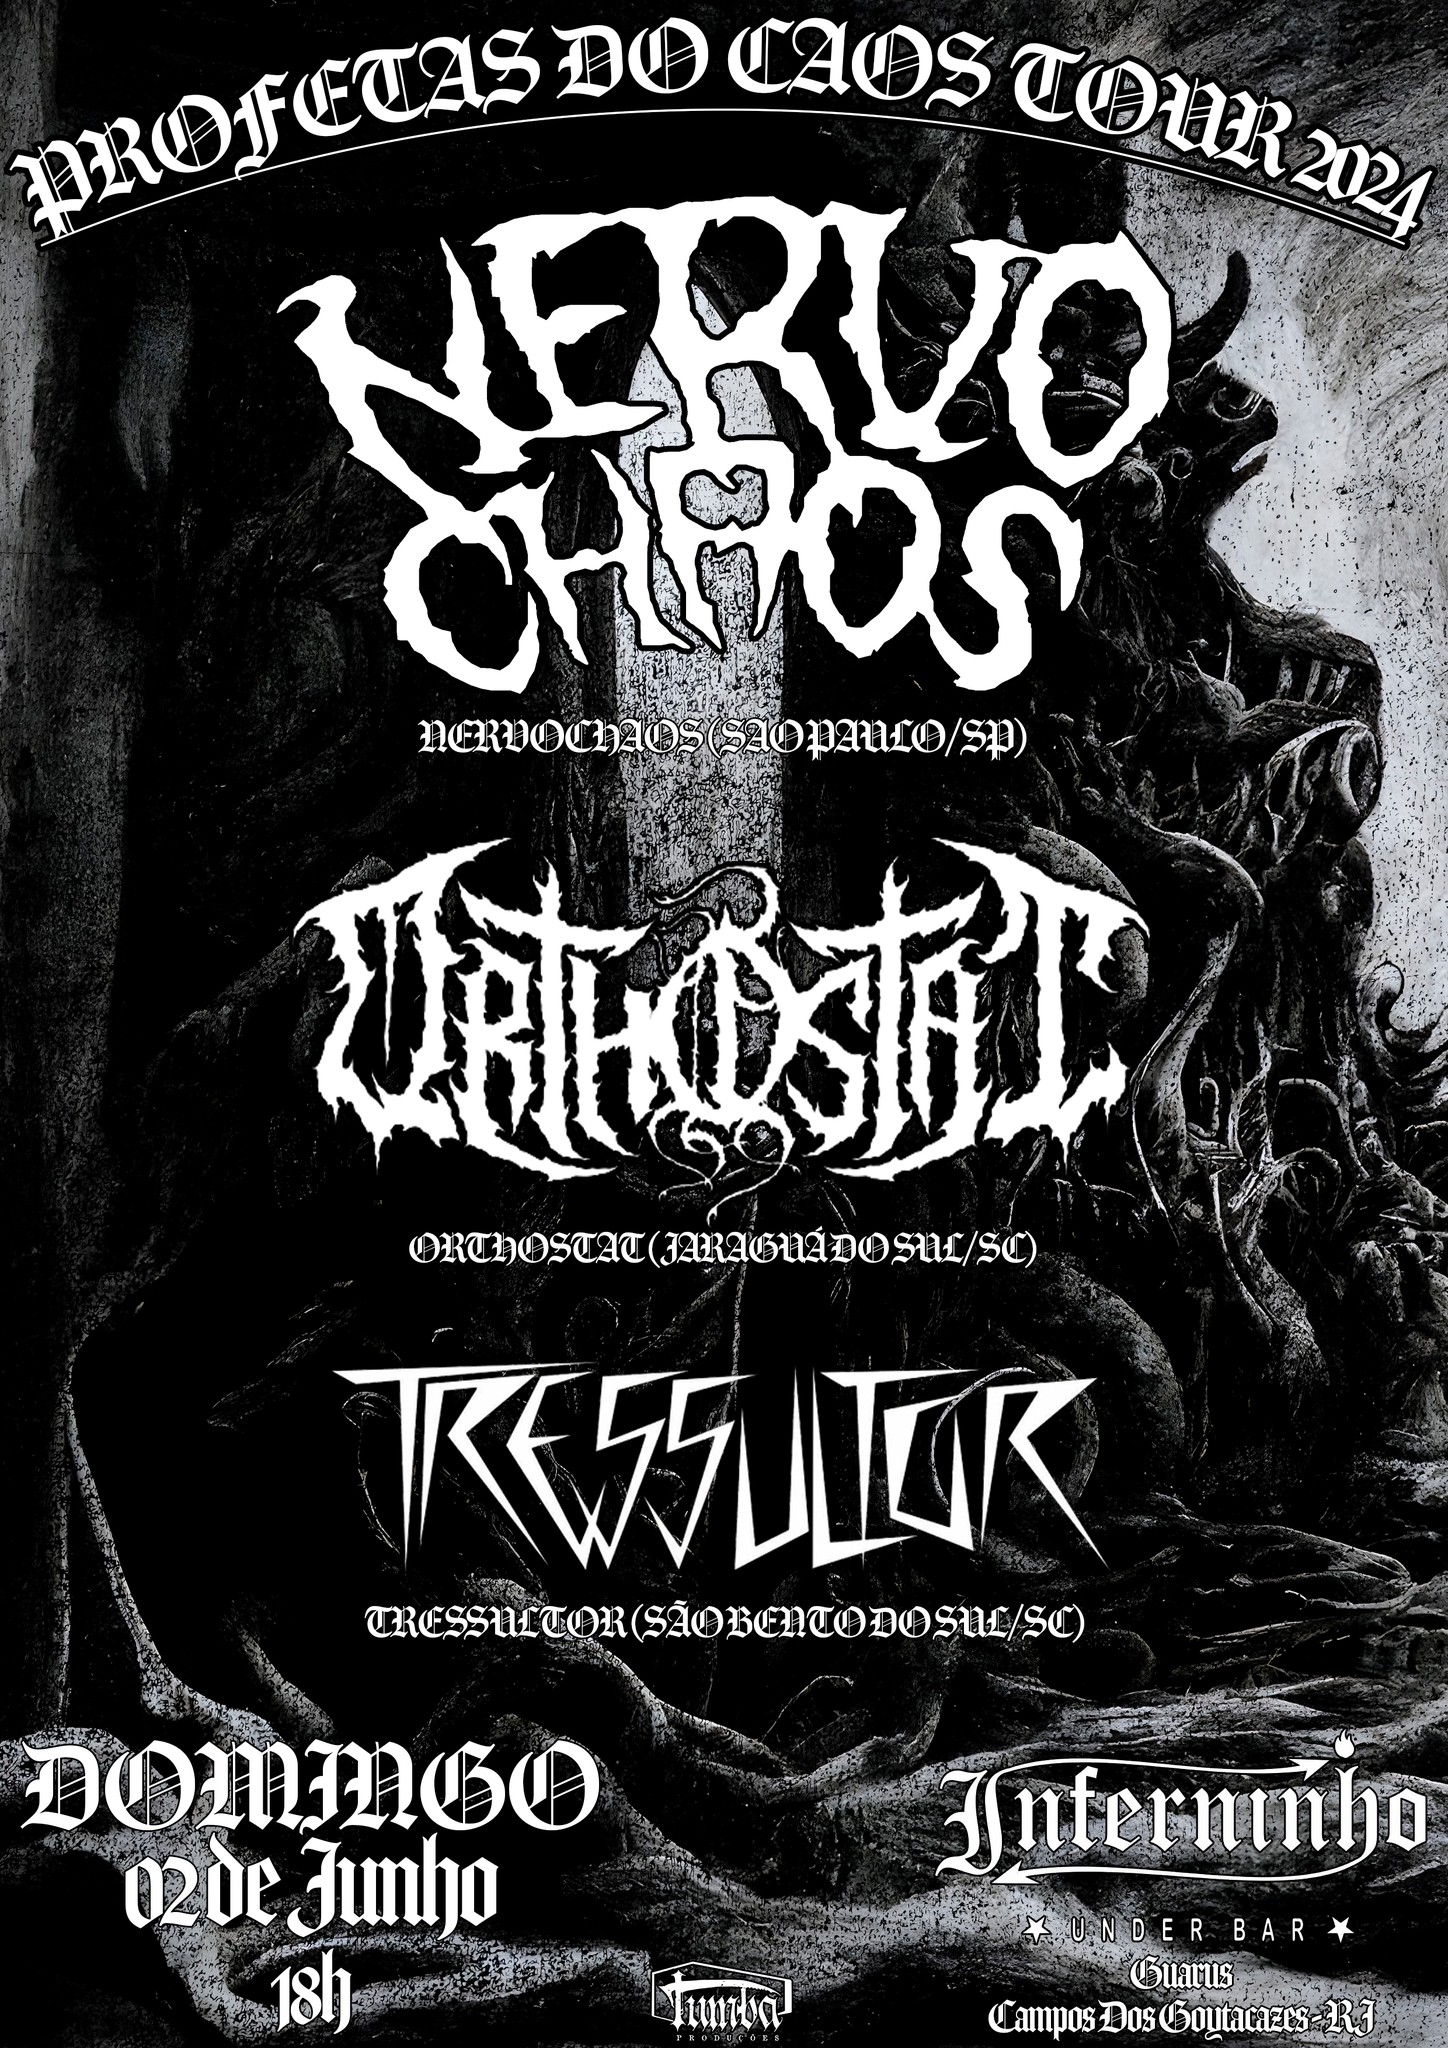 PROFETAS DO CAOS TOUR 2024
NERVO
CHAOS
NERVOCHAOS (SÃO PAULO/SP)
ORTHOSTAT
ORTHOSTAT (JARAGUÁ DO SUL/SC)
TRESSULTOR
TRESSULTOR (SÃO BENTO DO SUL/SC)
DOMINGO
02 de Junho
18h
Tumba
PRODUÇÕES
Inferninho
★ UNDER BAR ★
Guarus
Campos Dos Goytacazes-RJ